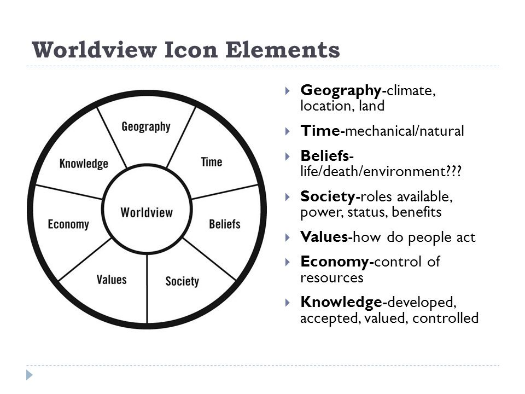 Worldview Icon Elements
Geography
Time
Beliefs
Society
Values
Economy
Knowledge
Worldview
Geography-climate,
location, land
Time-mechanical/natural
Beliefs-
life/death/environment???
Society-roles available,
power, status, benefits
Values-how do people act
Economy-control of
resources
Knowledge-developed,
accepted, valued, controlled